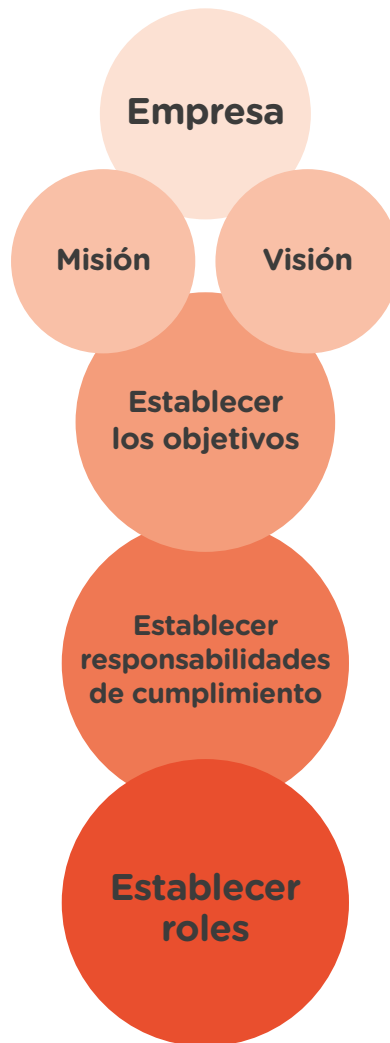 Empresa
Misión
Visión
Establecer
los objetivos
Establecer
responsabilidades
de cumplimiento
Establecer
roles